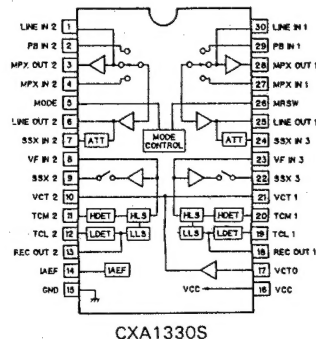 LINE IN 2 1 30 LINE IN 1
PB IN 2 2 29 PB IN 1
MPX OUT 2 3 28 MPX OUT 1
MPX IN 2 4 27 MPX IN 1
MODE 5 26 MRSW
LINE OUT 2 6 25 LINE OUT 1
MODE CONTROL
SSX IN 2 7 ATT ATT 24 SSX IN 3
VF IN 2 8 23 VF IN 3
SSX 2 9 22 SSX 3
VCT 2 10 21 VCT 1
TCM 2 11 HDET HLS HLS HDET 20 TCM 1
TCL 2 12 LDET LLS LLS LDET 19 TCL 1
REC OUT 2 13 18 REC OUT 1
IAEF 14 IAEF 17 VCTO
GND 15 VCC 16 VCC
CXA1330S